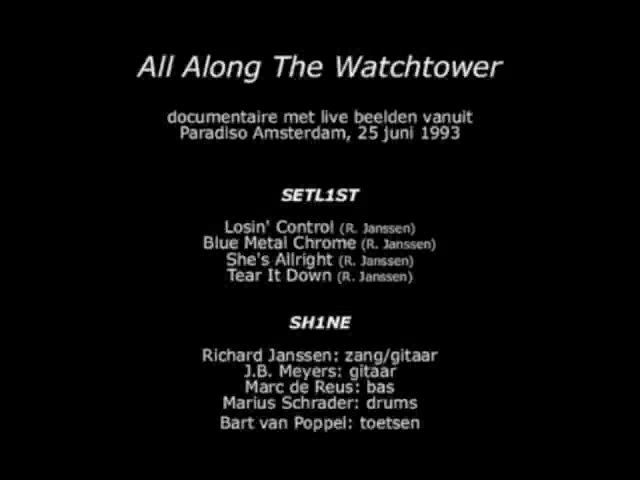 All Along The Watchtower
documentaire met live beelden vanuit
Paradiso Amsterdam, 25 juni 1993
SETL1ST
Losin' Control (R. Janssen)
Blue Metal Chrome (R. Janssen)
She's Allright (R. Janssen)
Tear It Down (R. Janssen)
SH1NE
Richard Janssen: zang/gitaar
J.B. Meyers: gitaar
Marc de Reus: bas
Marius Schrader: drums
Bart van Poppel: toetsen